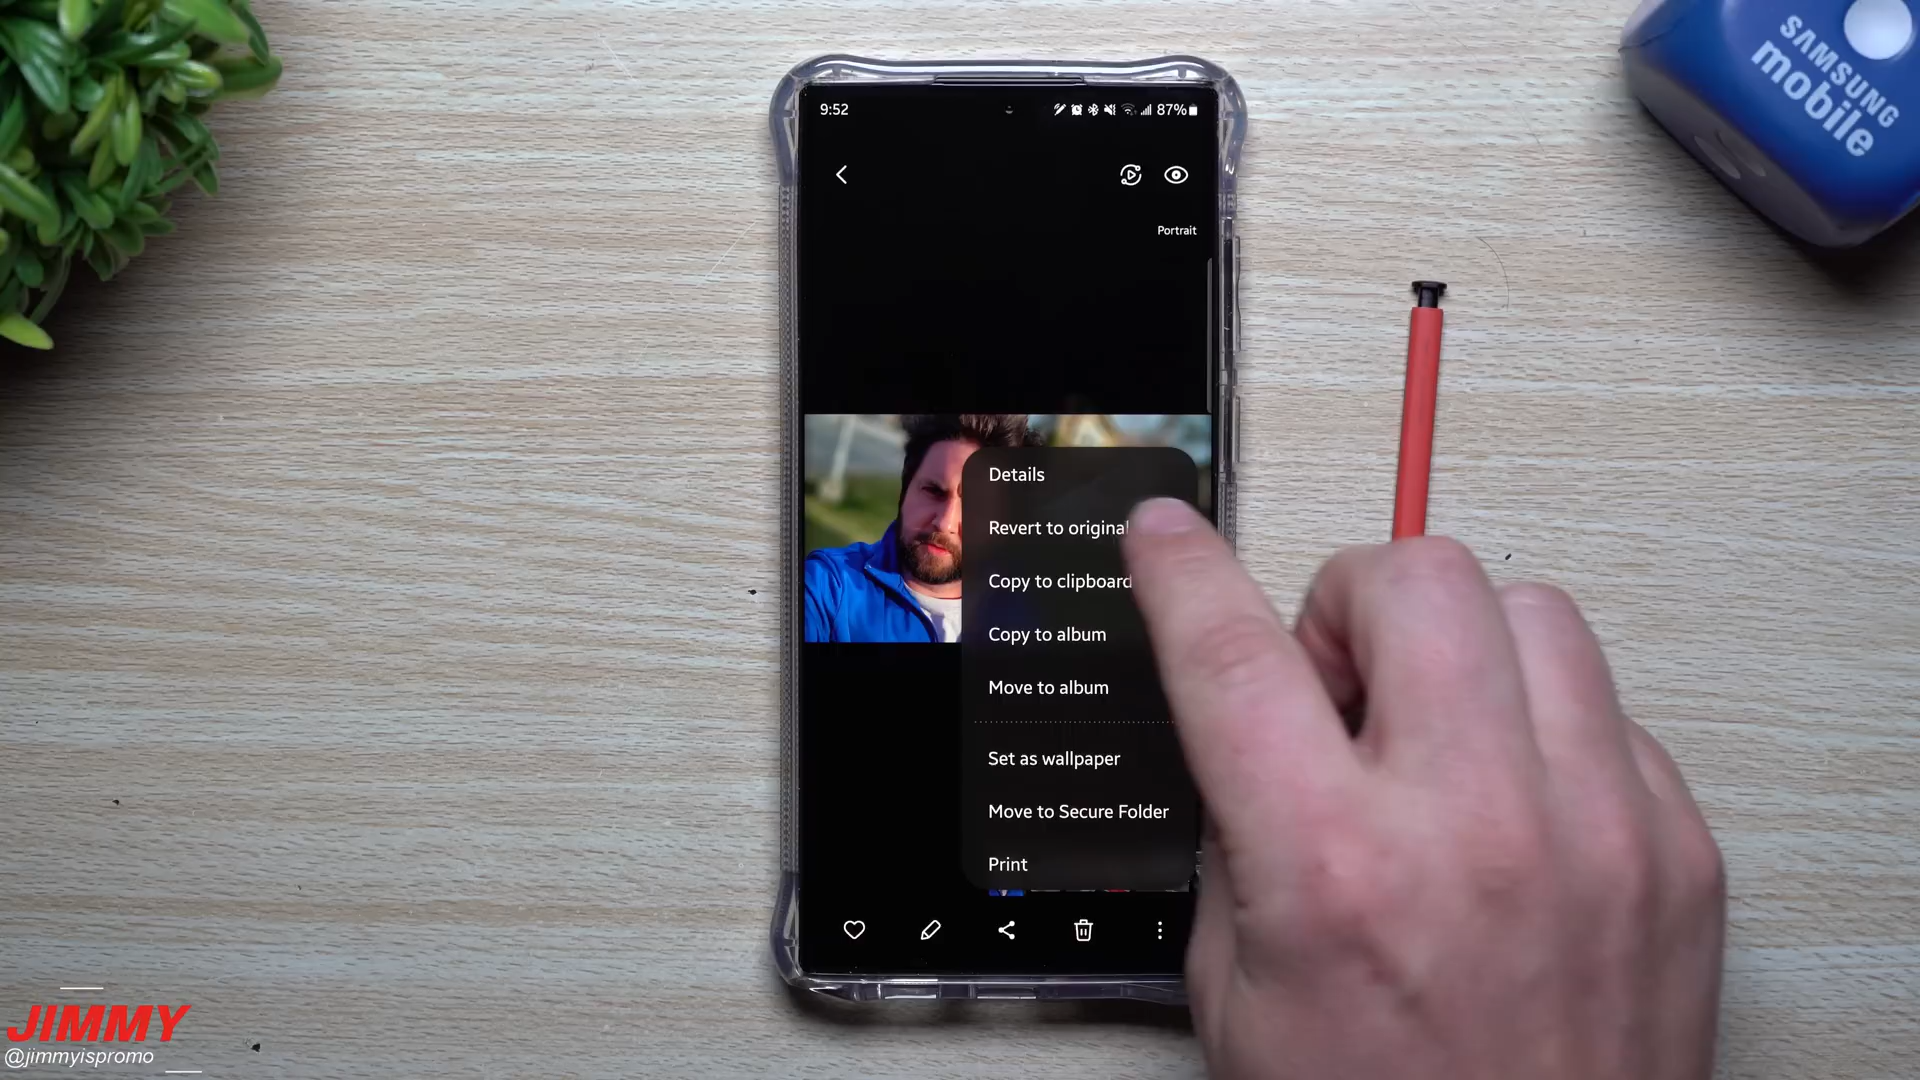 SAMSUNG
mobile
9:52
87%
Portrait
Details
Revert to original
Copy to clipboard
Copy to album
Move to album
Set as wallpaper
Move to Secure Folder
Print
JIMMY
@jimmyispromo